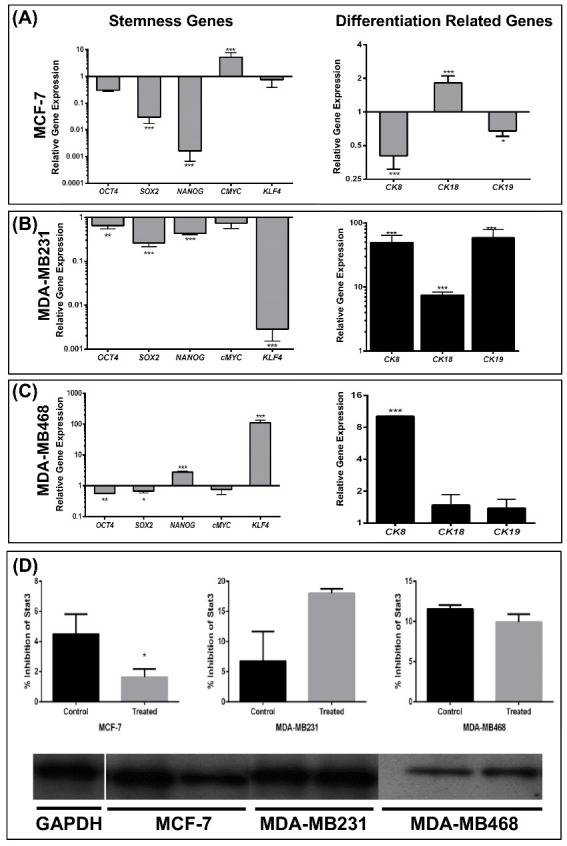 (A)
Stemness Genes
Differentiation Related Genes
MCF-7
Relative Gene Expression
10
1
0.1
0.01
0.001
0.0001
***
***
***
OCT4 SOX2 NANOG CMYC KLF4
Relative Gene Expression
4
2
1
0.5
0.25
***
***
*
CK8 CK18 CK19
(B)
MDA-MB231
Relative Gene Expression
1
0.1
0.01
0.001
**
***
***
***
OCT4 SOX2 NANOG cMYC KLF4
Relative Gene Expression
100
10
1
***
***
***
CK8 CK18 CK19
(C)
MDA-MB468
Relative Gene Expression
1000
100
10
1
0.1
**
*
***
***
OCT4 SOX2 NANOG cMYC KLF4
Relative Gene Expression
16
8
4
2
1
***
CK8 CK18 CK19
(D)
% Inhibition of Stat3
8
6
4
2
0
*
Control Treated
MCF-7
% Inhibition of Stat3
20
15
10
5
0
Control Treated
MDA-MB231
% Inhibition of Stat3
15
10
5
0
Control Treated
MDA-MB468
GAPDH MCF-7 MDA-MB231 MDA-MB468